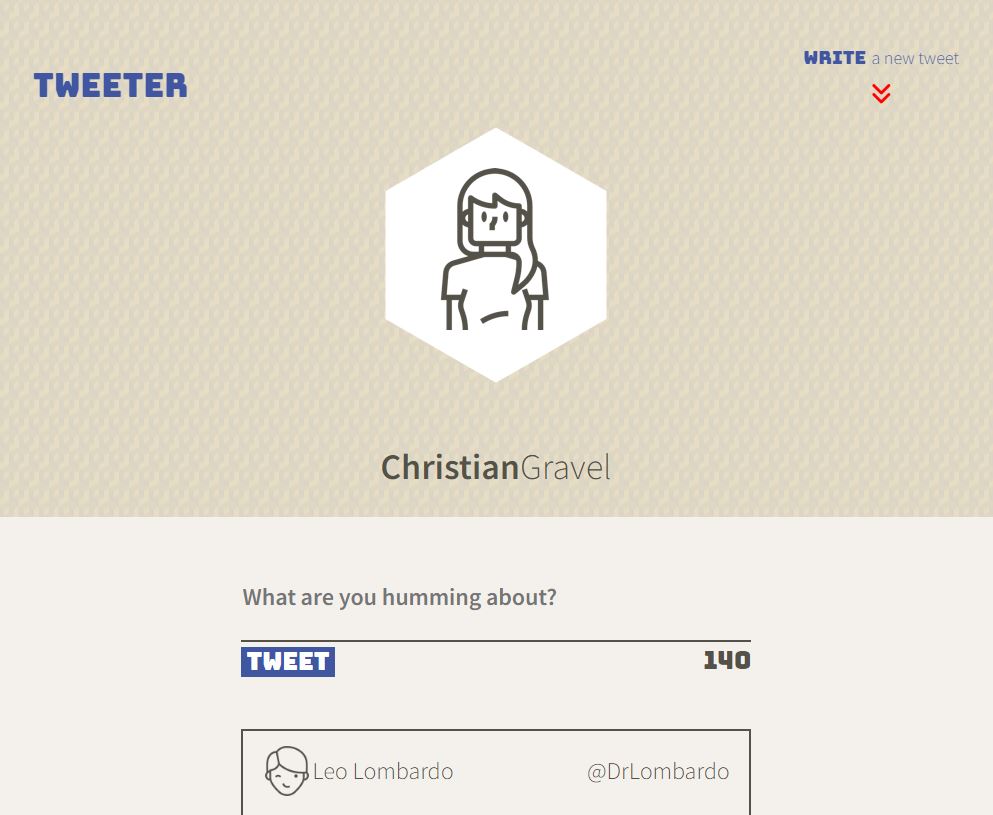 TWEETER
WRITE a new tweet
ChristianGravel
What are you humming about?
TWEET 140
Leo Lombardo @DrLombardo